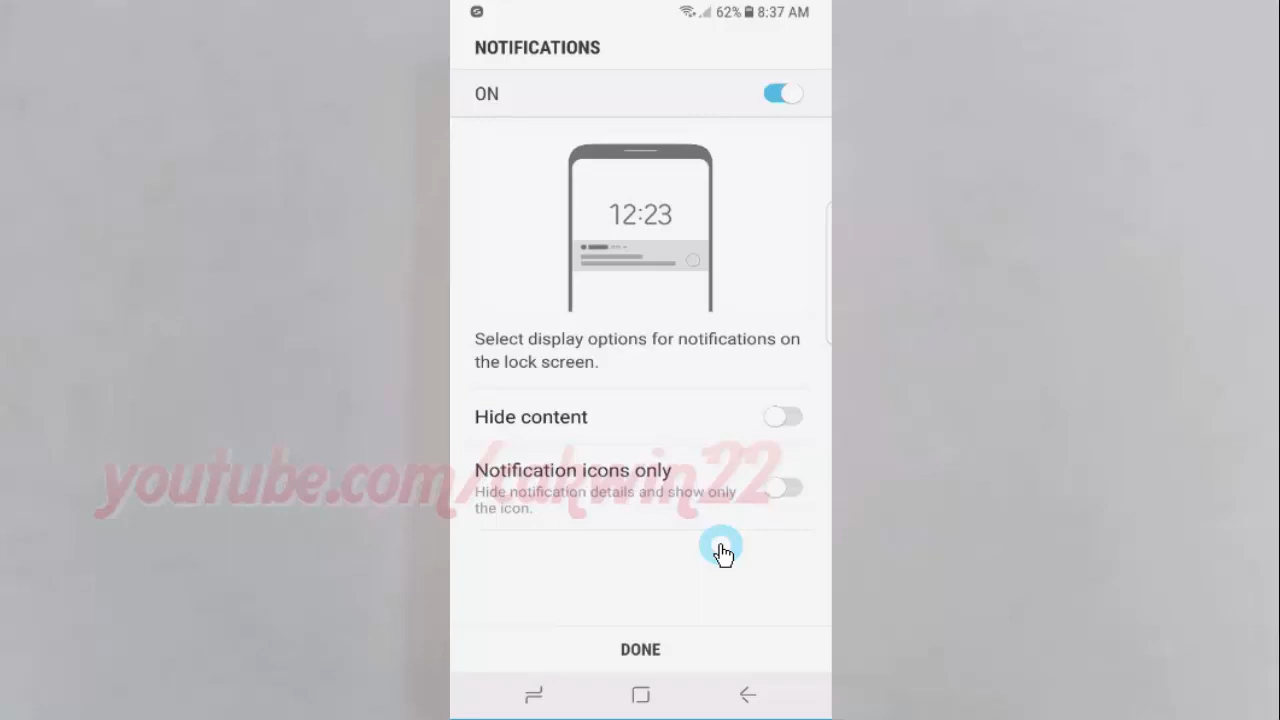 62% 8:37 AM
NOTIFICATIONS
ON
12:23
Select display options for notifications on
the lock screen.
Hide content
Notification icons only
Hide notification details and show only
the icon.
youtube.com/cakwin22
DONE